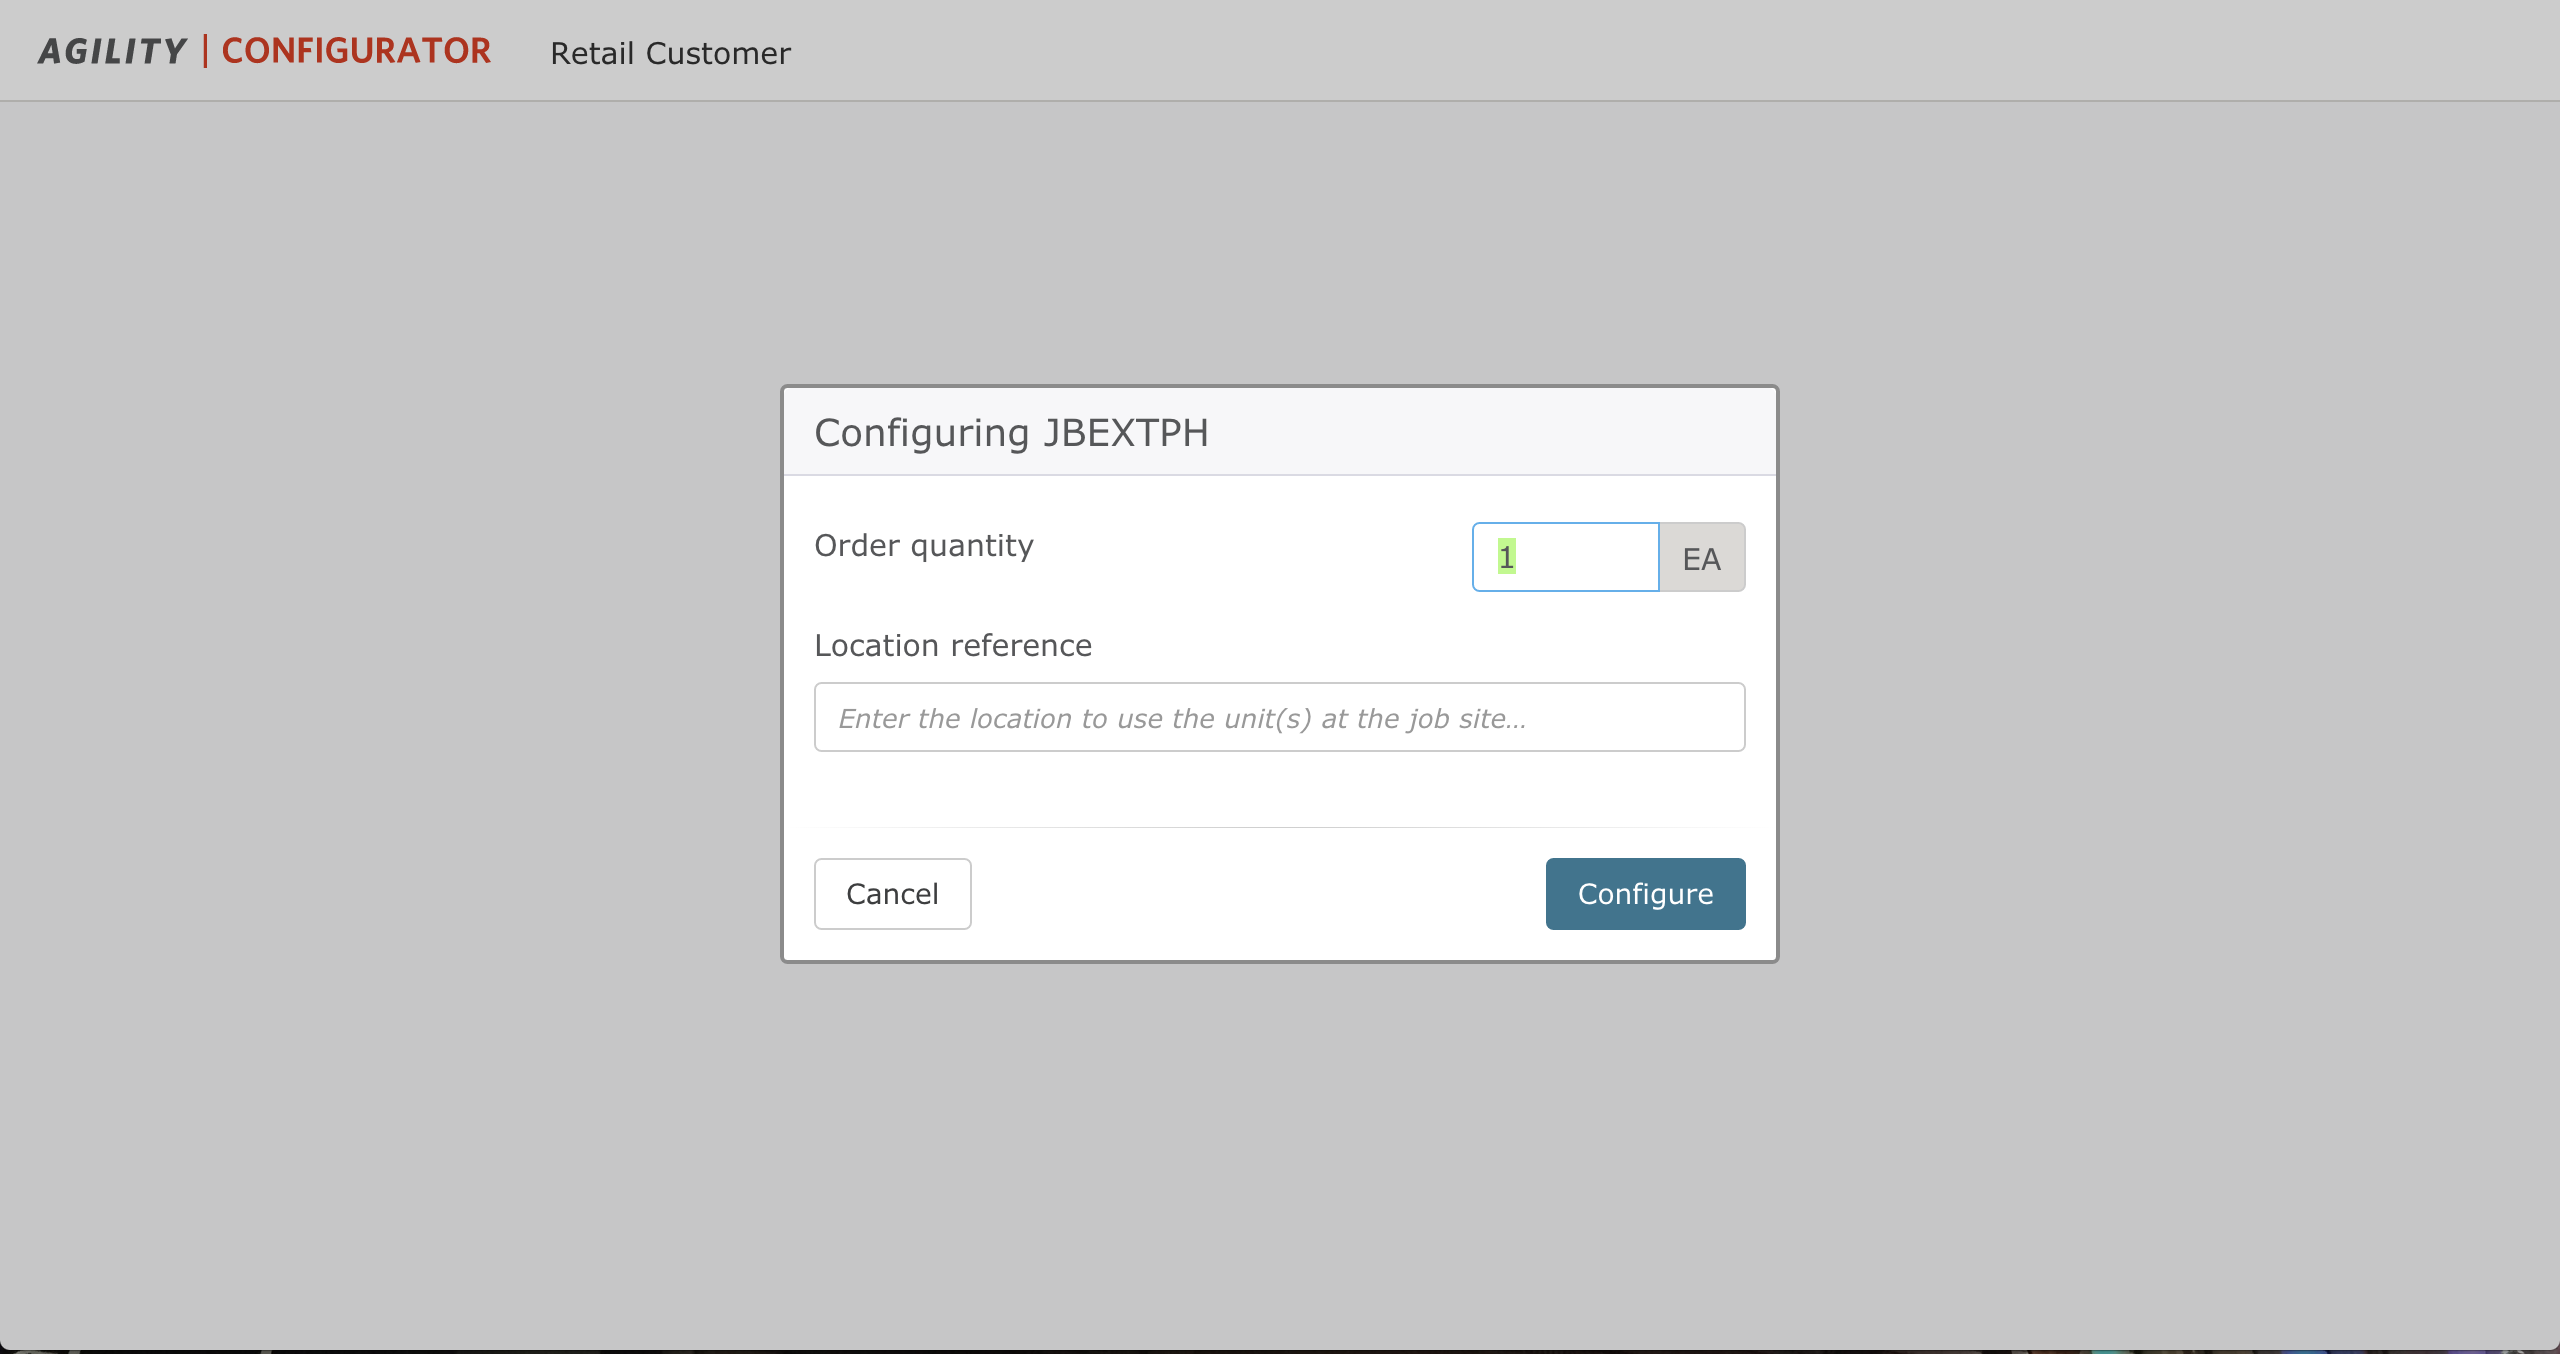 AGILITY | CONFIGURATOR Retail Customer
Configuring JBEXTPH
Order quantity
1 EA
Location reference
Enter the location to use the unit(s) at the job site...
Cancel
Configure